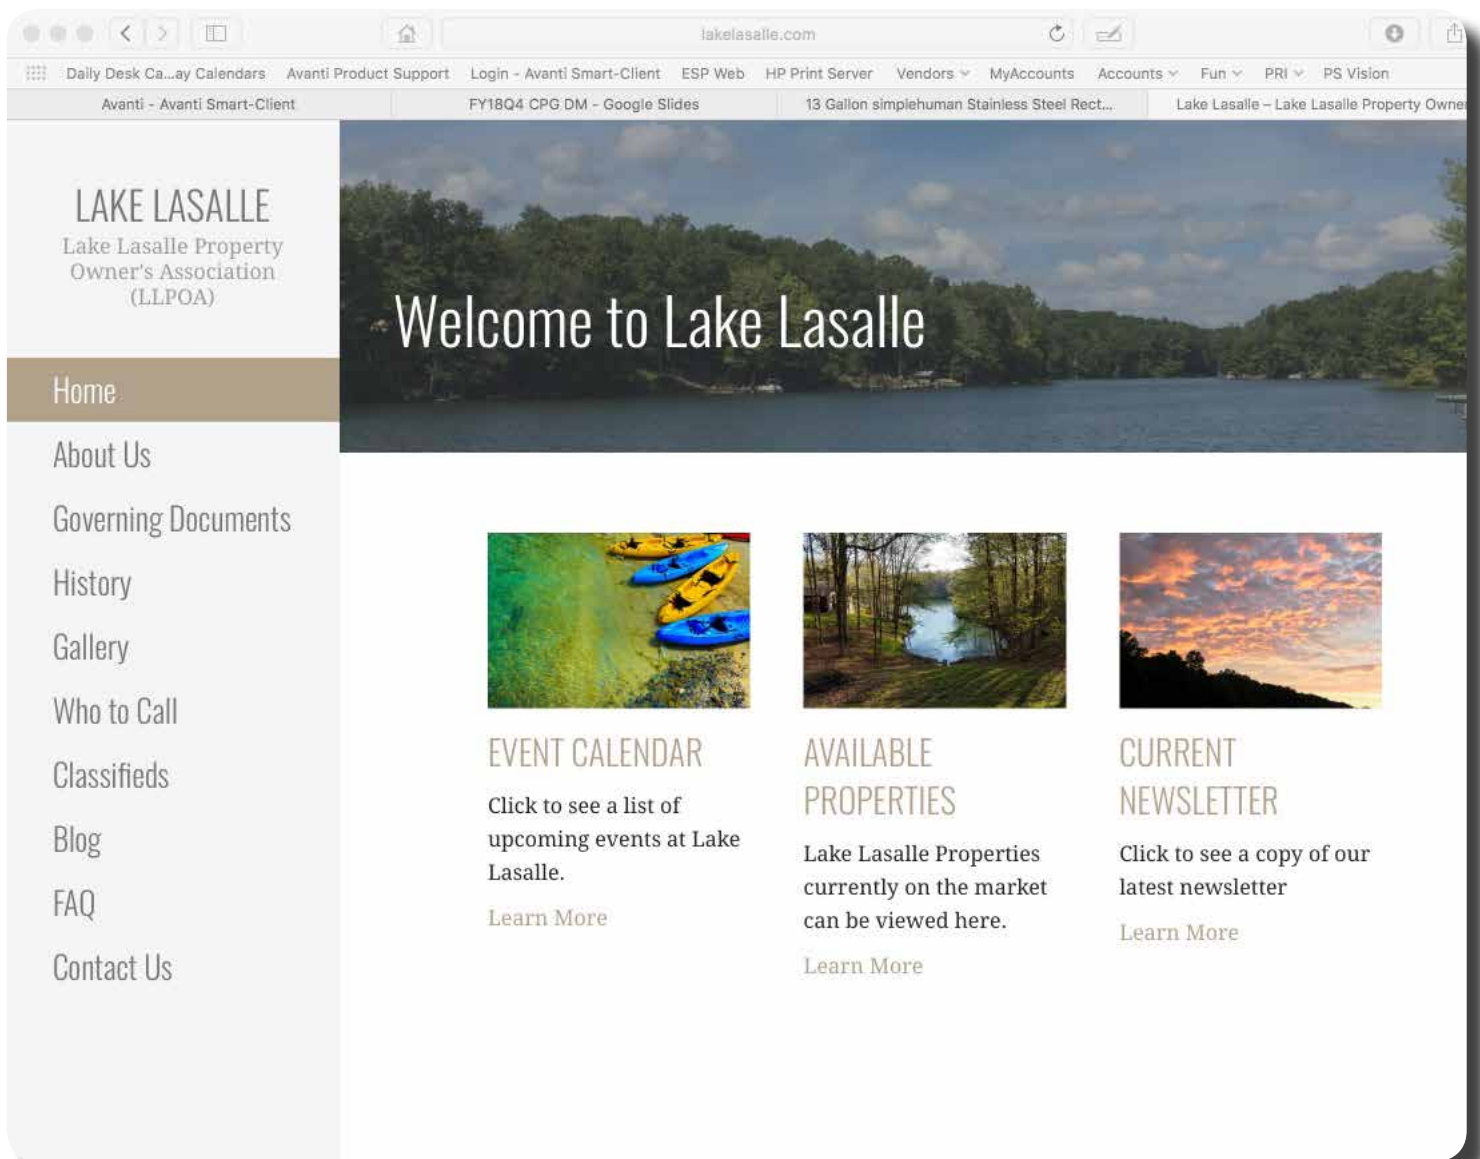 lakelasalle.com
Daily Desk Ca...ay Calendars Avanti Product Support Login - Avanti Smart-Client ESP Web HP Print Server Vendors MyAccounts Accounts Fun PRI PS Vision
Avanti - Avanti Smart-Client FY18Q4 CPG DM - Google Slides 13 Gallon simplehuman Stainless Steel Rect... Lake Lasalle – Lake Lasalle Property Owne
LAKE LASALLE
Lake Lasalle Property
Owner's Association
(LLPOA)
Welcome to Lake Lasalle
Home
About Us
Governing Documents
History
Gallery
Who to Call
Classifieds
Blog
FAQ
Contact Us
EVENT CALENDAR
Click to see a list of
upcoming events at Lake
Lasalle.
Learn More
AVAILABLE
PROPERTIES
Lake Lasalle Properties
currently on the market
can be viewed here.
Learn More
CURRENT
NEWSLETTER
Click to see a copy of our
latest newsletter
Learn More